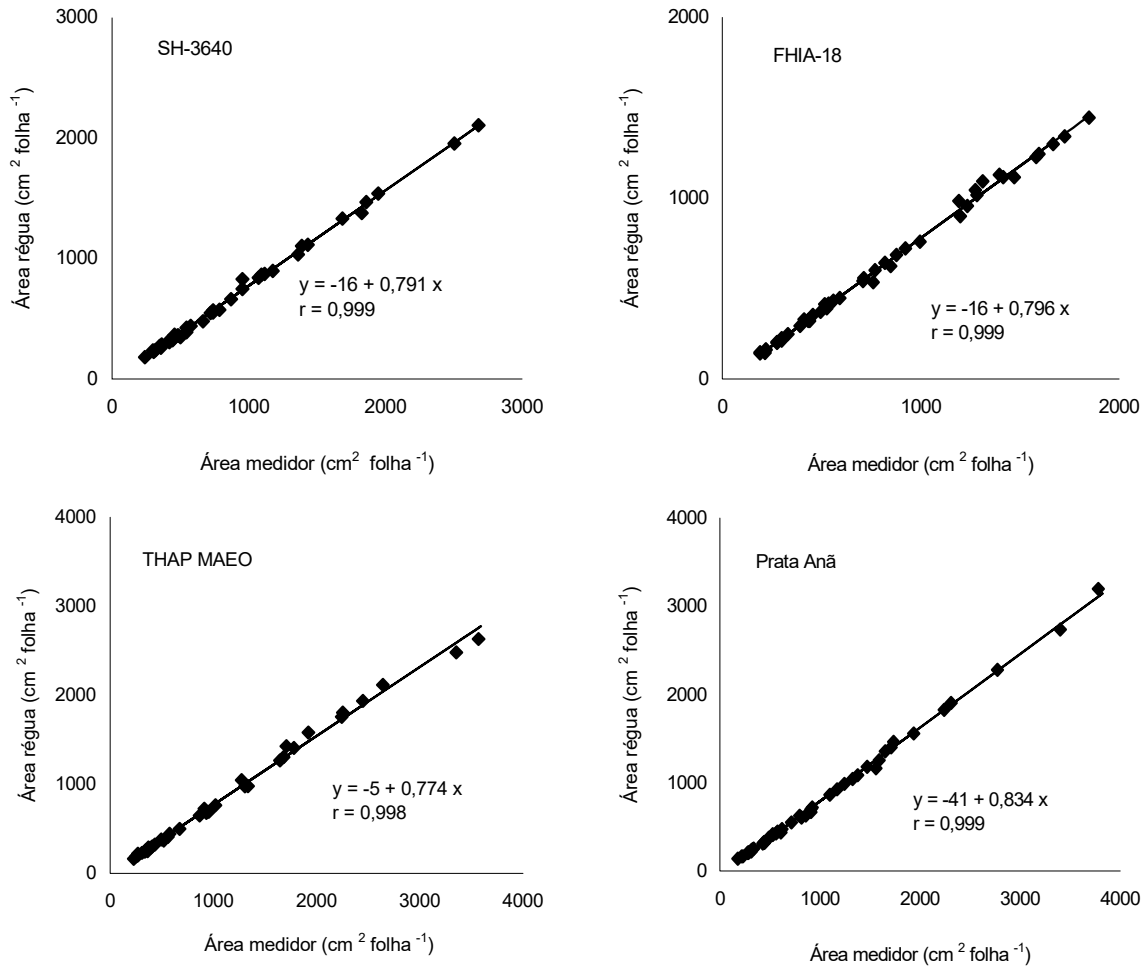 SH-3640
Área régua (cm 2 folha -1)
3000
2000
1000
0
y = -16 + 0,791 x
r = 0,999
0 1000 2000 3000
Área medidor (cm2 folha -1)
FHIA-18
Área régua (cm 2 folha -1)
2000
1000
0
y = -16 + 0,796 x
r = 0,999
0 1000 2000
Área medidor (cm 2 folha -1)
THAP MAEO
Área régua (cm 2 folha -1)
4000
3000
2000
1000
0
y = -5 + 0,774 x
r = 0,998
0 1000 2000 3000 4000
Área medidor (cm 2 folha -1)
Prata Anã
Área régua (cm 2 folha -1)
4000
3000
2000
1000
0
y = -41 + 0,834 x
r = 0,999
0 1000 2000 3000 4000
Área medidor (cm 2 folha -1)